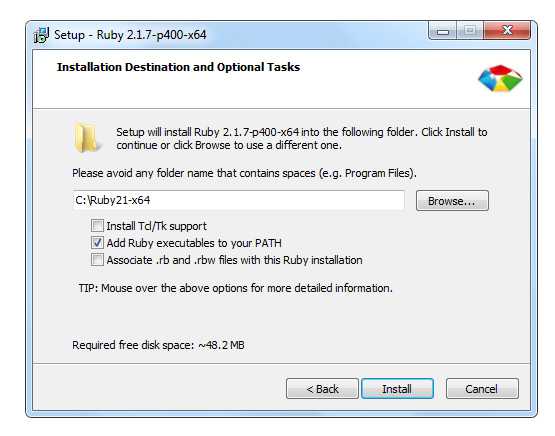 Setup - Ruby 2.1.7-p400-x64
Installation Destination and Optional Tasks
Setup will install Ruby 2.1.7-p400-x64 into the following folder. Click Install to
continue or click Browse to use a different one.
Please avoid any folder name that contains spaces (e.g. Program Files).
C:\Ruby21-x64
Browse...
Install Tcl/Tk support
Add Ruby executables to your PATH
Associate .rb and .rbw files with this Ruby installation
TIP: Mouse over the above options for more detailed information.
Required free disk space: ~48.2 MB
< Back
Install
Cancel